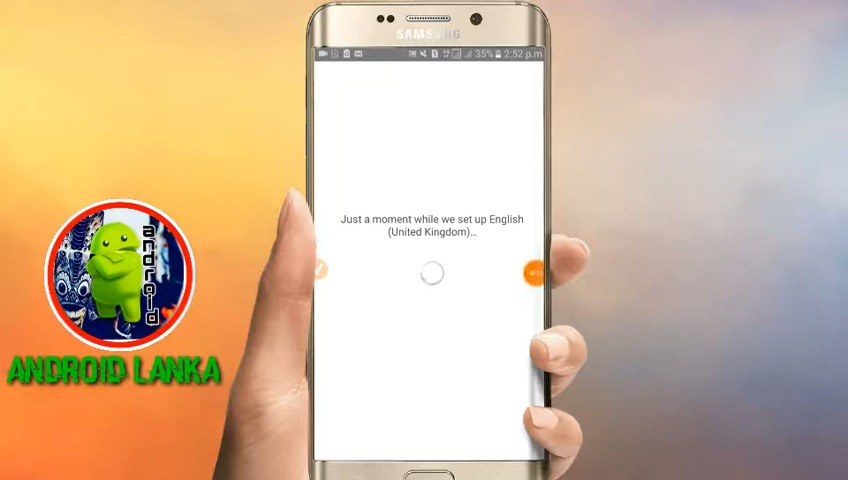 SAMSUNG
35% 2:52 p.m
Just a moment while we set up English
(United Kingdom)...
android
ANDROID LANKA